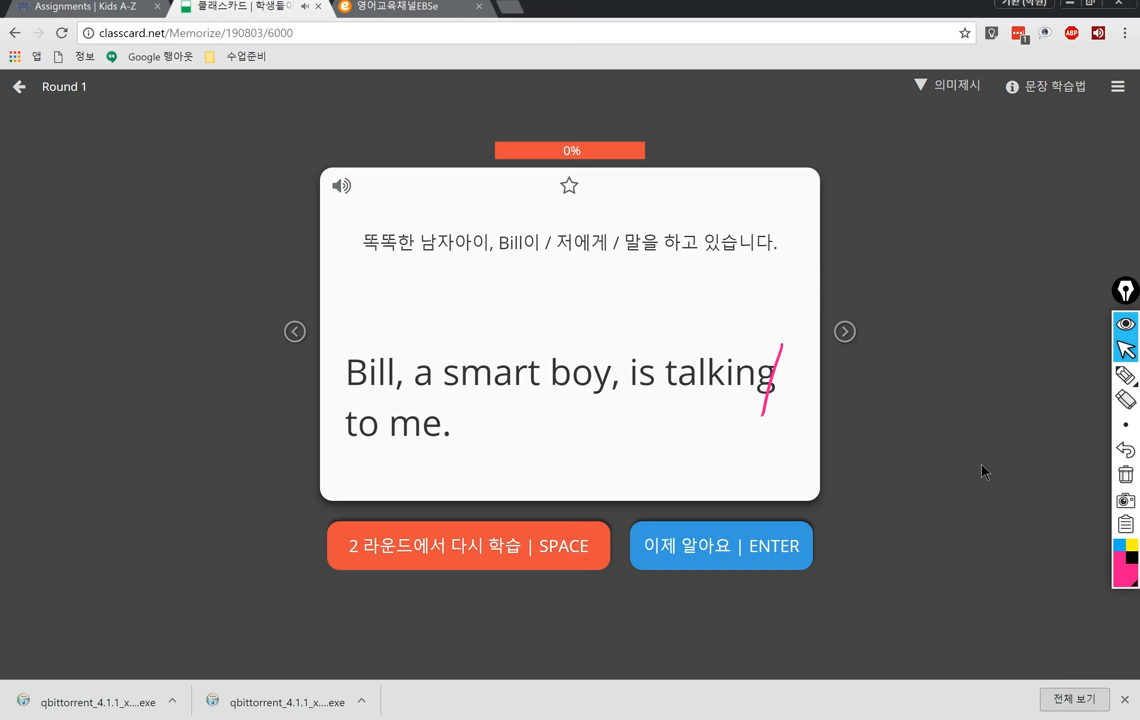 Assignments | Kids A-Z
클래스카드 | 학생들이
영어교육채널EBSe
classcard.net/Memorize/190803/6000
앱
정보
Google 행아웃
수업준비
1
ABP
Round 1
의미제시
문장 학습법
0%
똑똑한 남자아이, Bill이 / 저에게 / 말을 하고 있습니다.
Bill, a smart boy, is talking
to me.
2 라운드에서 다시 학습 | SPACE
이제 알아요 | ENTER
qbittorrent_4.1.1_x....exe
qbittorrent_4.1.1_x....exe
전체 보기